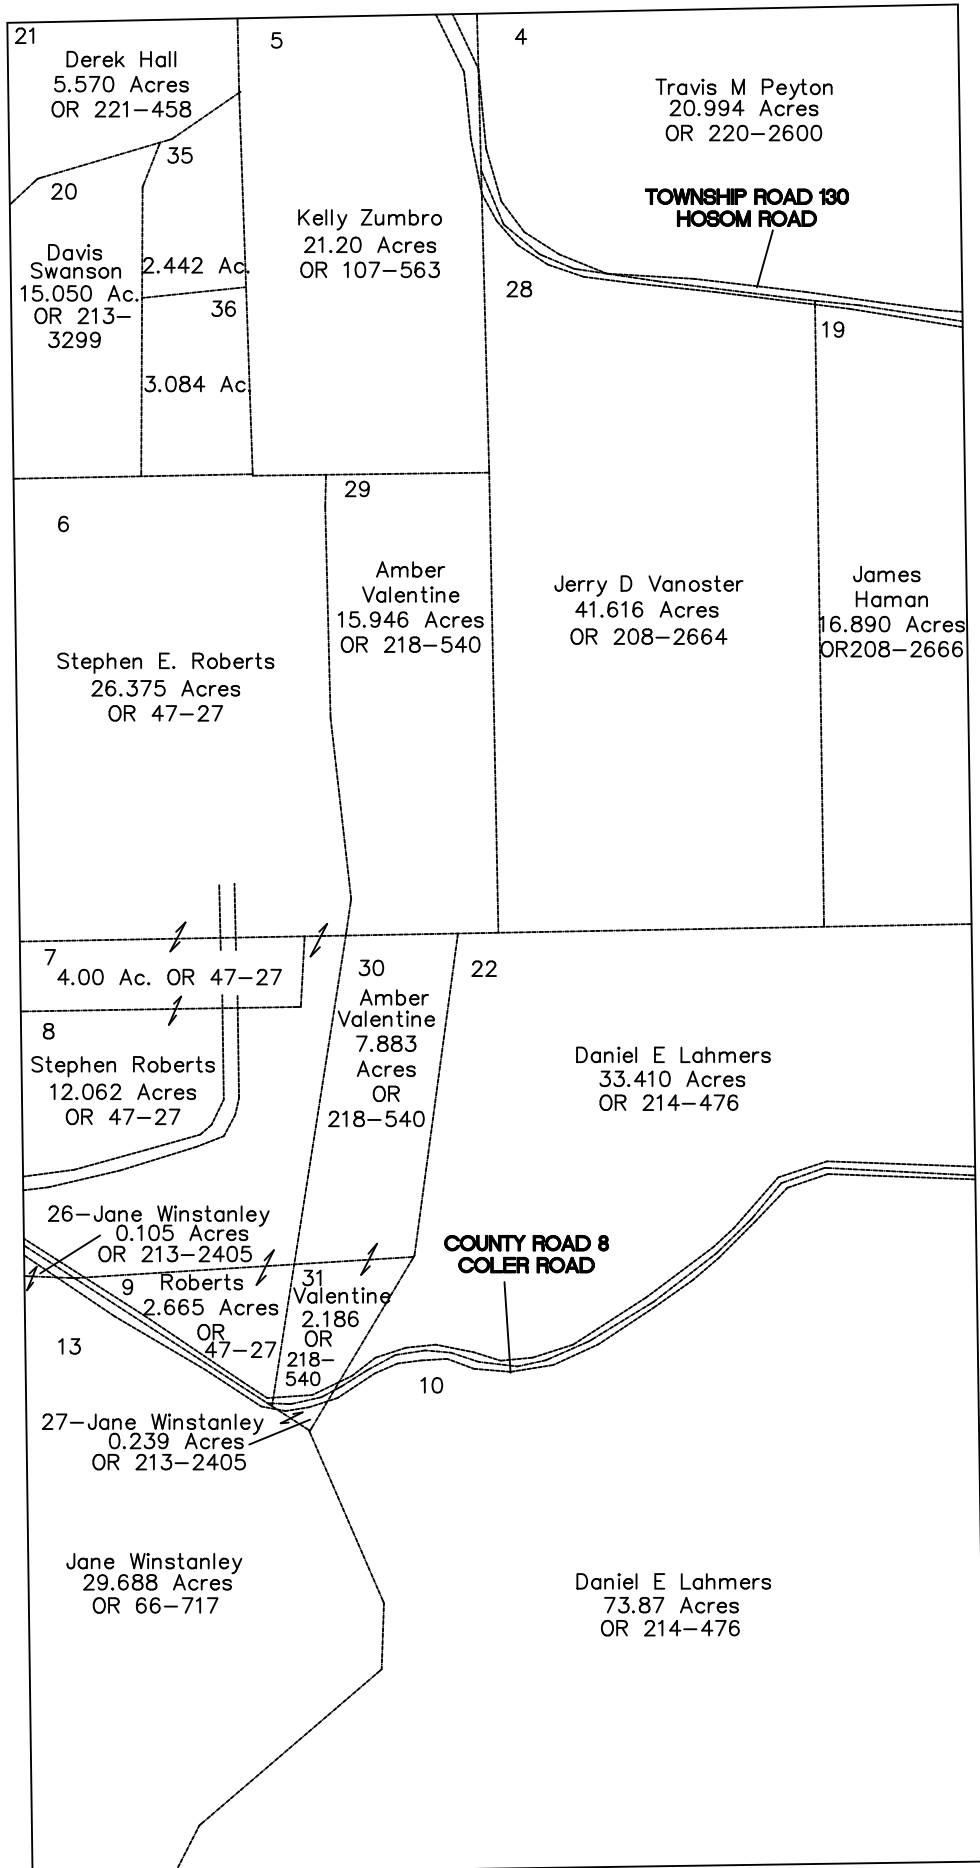 21
Derek Hall
5.570 Acres
OR 221-458
5
4
Travis M Peyton
20.994 Acres
OR 220-2600
TOWNSHIP ROAD 130
HOSOM ROAD
35
20
Davis
Swanson
15.050 Ac.
OR 213-
3299
2.442 Ac.
36
3.084 Ac.
Kelly Zumbro
21.20 Acres
OR 107-563
28
19
6
Stephen E. Roberts
26.375 Acres
OR 47-27
29
Amber
Valentine
15.946 Acres
OR 218-540
Jerry D Vanoster
41.616 Acres
OR 208-2664
James
Haman
16.890 Acres
OR208-2666
7
4.00 Ac. OR 47-27
8
Stephen Roberts
12.062 Acres
OR 47-27
30
Amber
Valentine
7.883
Acres
OR
218-540
22
Daniel E Lahmers
33.410 Acres
OR 214-476
26-Jane Winstanley
0.105 Acres
OR 213-2405
COUNTY ROAD 8
COLER ROAD
9
Roberts
2.665 Acres
OR
47-27
31
Valentine
2.186
OR
218-
540
13
10
27-Jane Winstanley
0.239 Acres
OR 213-2405
Jane Winstanley
29.688 Acres
OR 66-717
Daniel E Lahmers
73.87 Acres
OR 214-476